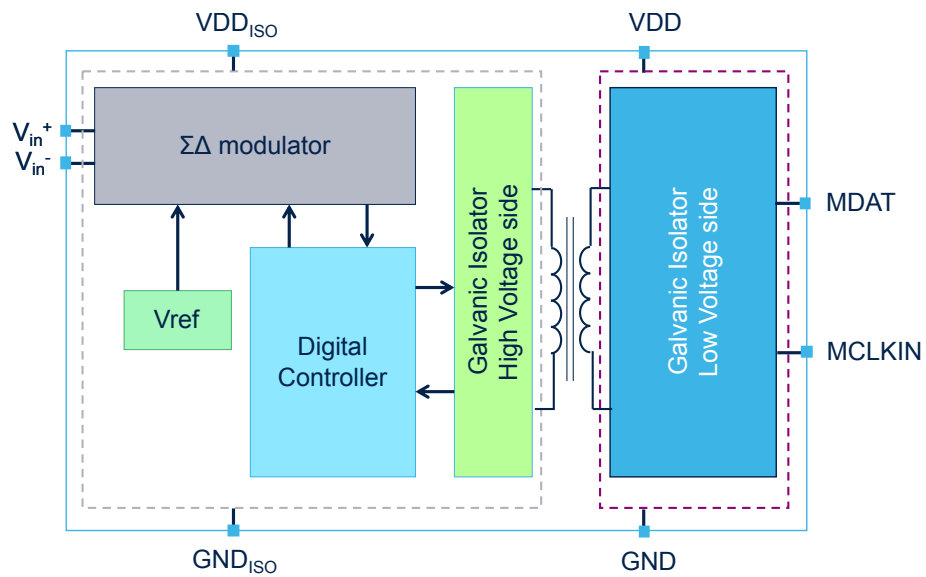 VDDISO
VDD
Vin+
Vin-
ΣΔ modulator
MDAT
Vref
Digital
Controller
Galvanic Isolator
High Voltage side
Galvanic Isolator
Low Voltage side
MCLKIN
GNDISO
GND